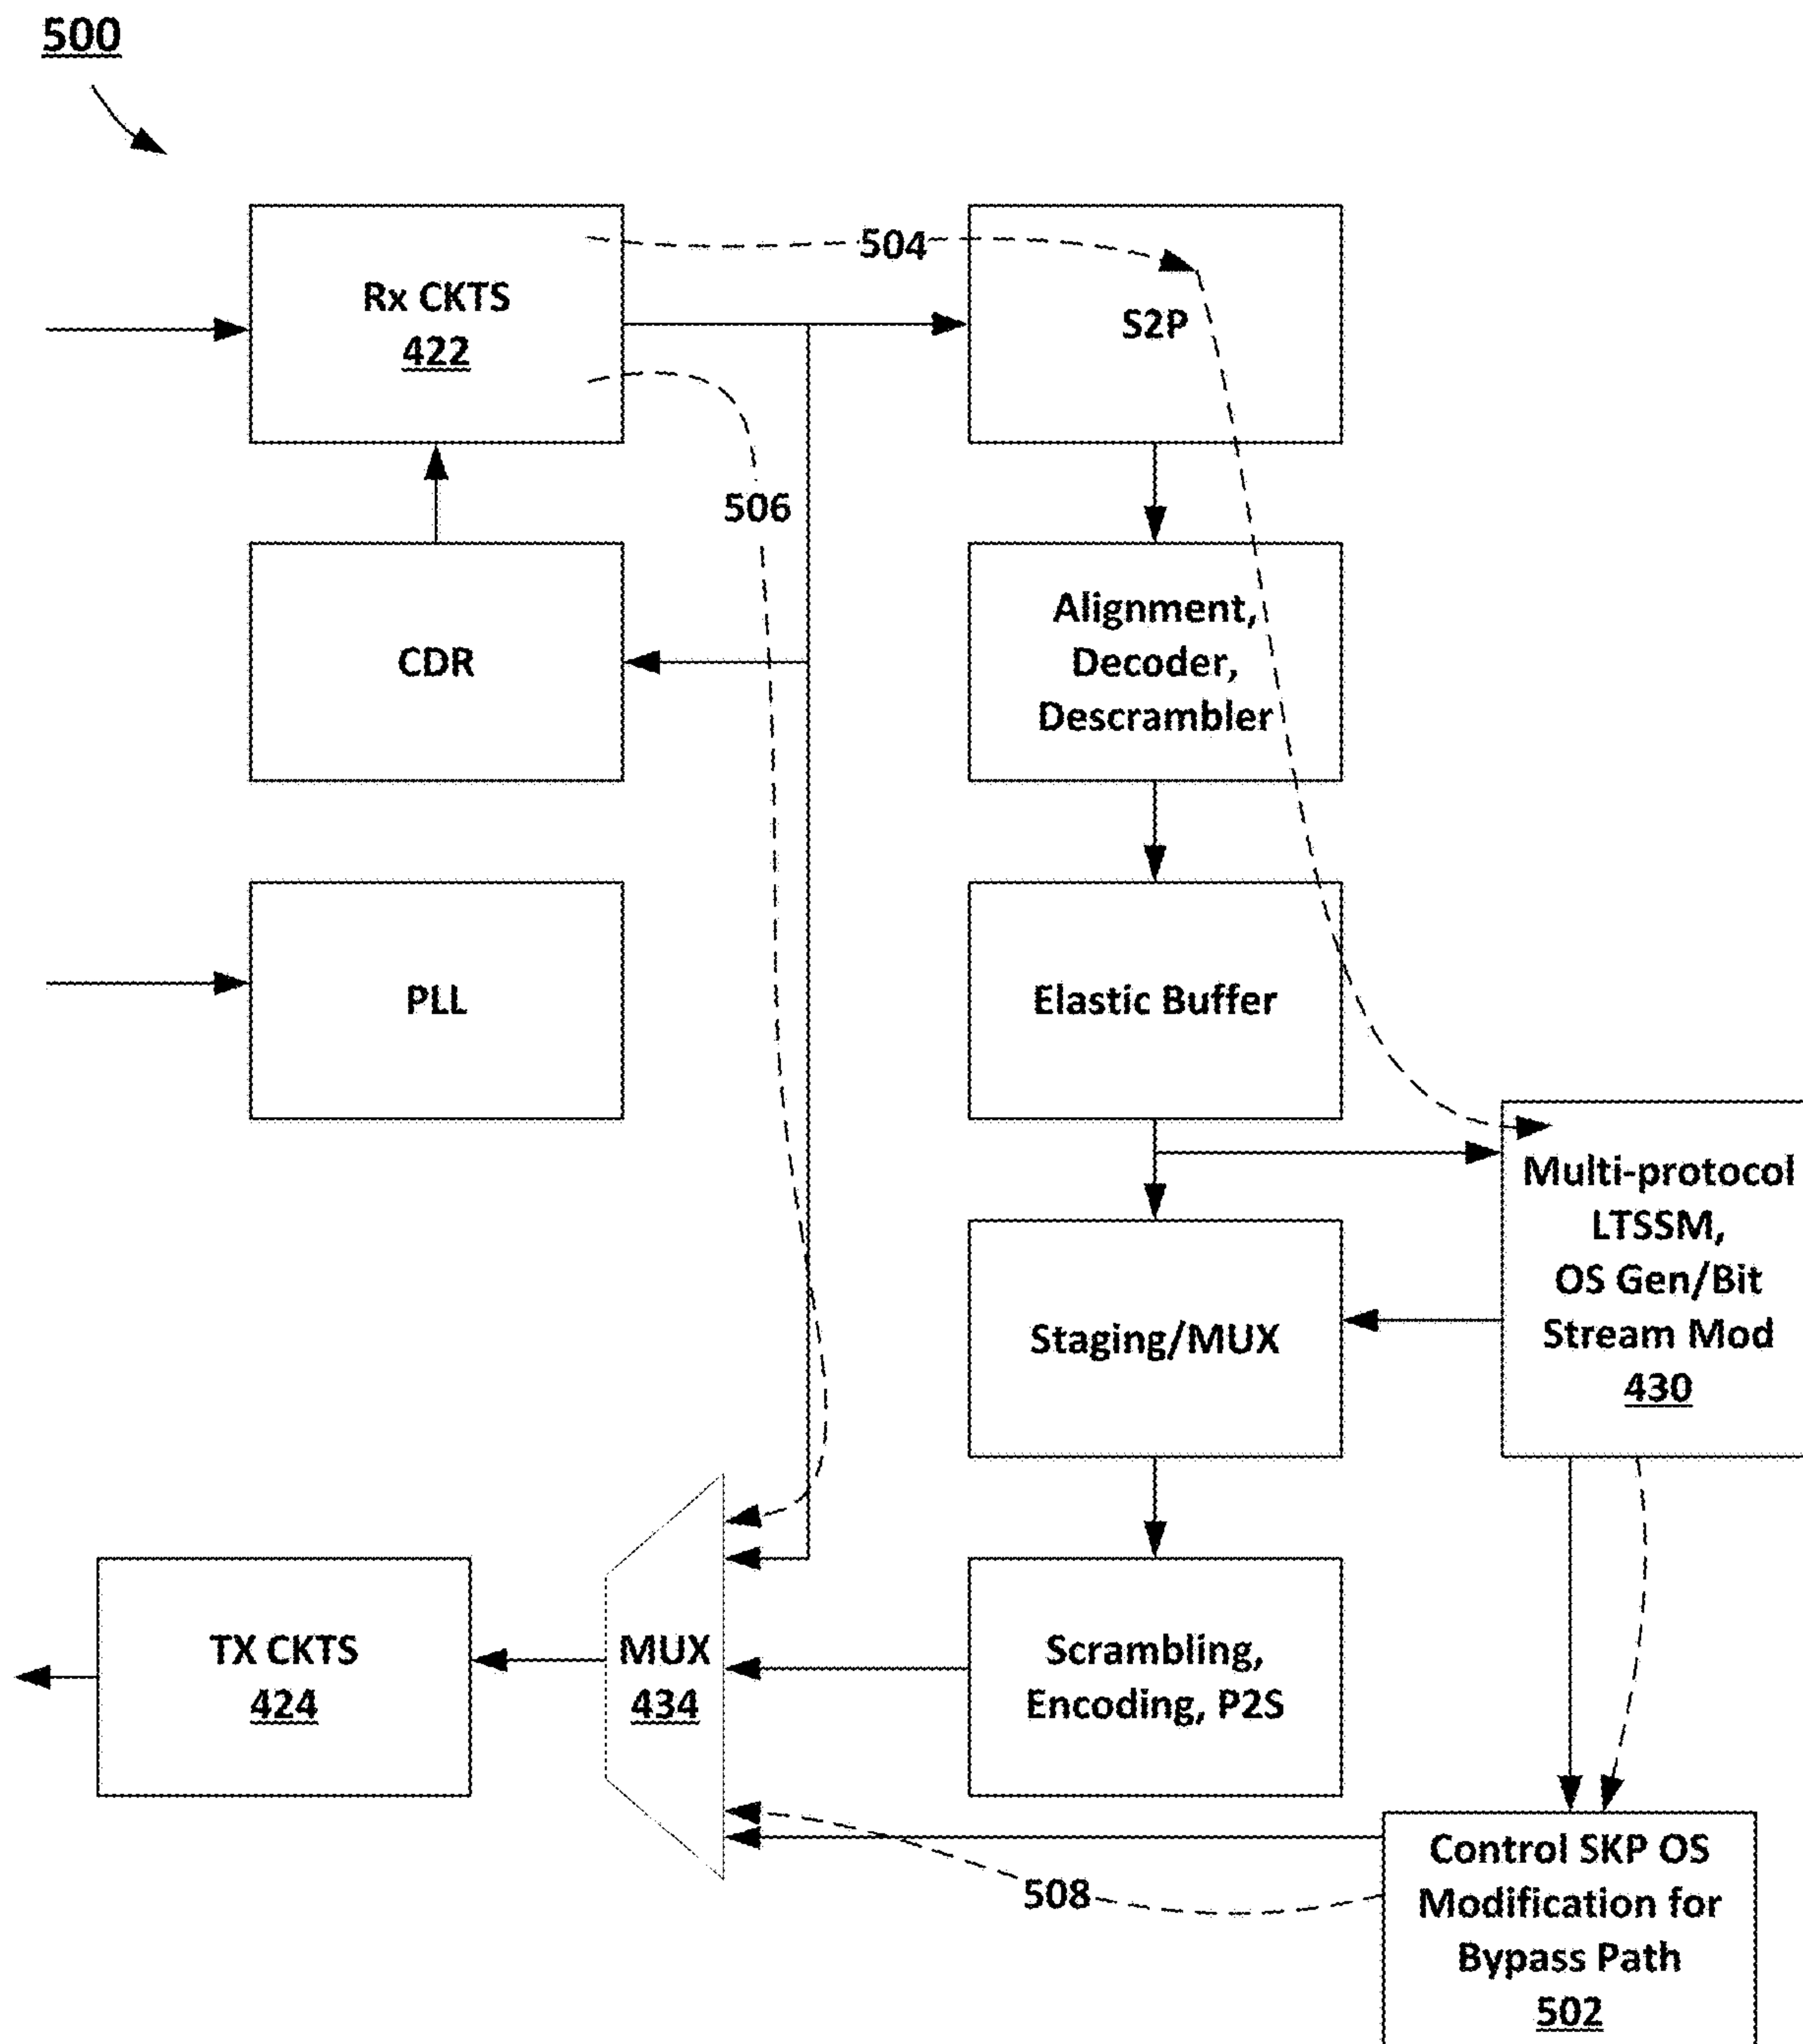 500
Rx CKTS
422
504
S2P
506
CDR
Alignment,
Decoder,
Descrambler
PLL
Elastic Buffer
Multi-protocol
LTSSM,
OS Gen/Bit
Stream Mod
430
Staging/MUX
TX CKTS
424
MUX
434
Scrambling,
Encoding, P2S
508
Control SKP OS
Modification for
Bypass Path
502